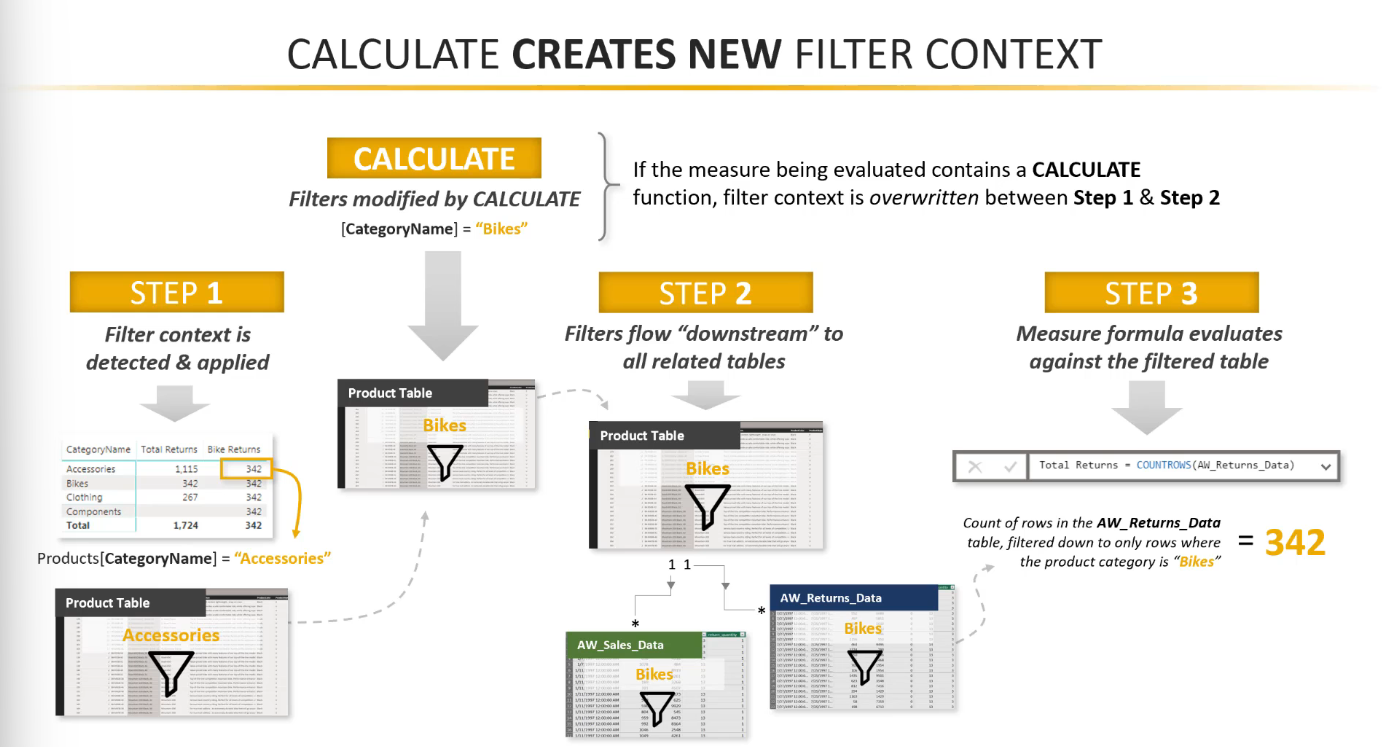 CALCULATE CREATES NEW FILTER CONTEXT
CALCULATE
Filters modified by CALCULATE
[CategoryName] = “Bikes”
If the measure being evaluated contains a CALCULATE
function, filter context is overwritten between Step 1 & Step 2
STEP 1
Filter context is
detected & applied
CategoryName Total Returns Bike Returns
Accessories 1,115 342
Bikes 342 342
Clothing 267 342
Components 342
Total 1,724 342
Products[CategoryName] = “Accessories”
Product Table
Accessories
Product Table
Bikes
STEP 2
Filters flow “downstream” to
all related tables
Product Table
Bikes
1 1
*
*
AW_Sales_Data
Bikes
AW_Returns_Data
Bikes
STEP 3
Measure formula evaluates
against the filtered table
Total Returns = COUNTROWS(AW_Returns_Data)
Count of rows in the AW_Returns_Data
table, filtered down to only rows where
the product category is “Bikes”
= 342